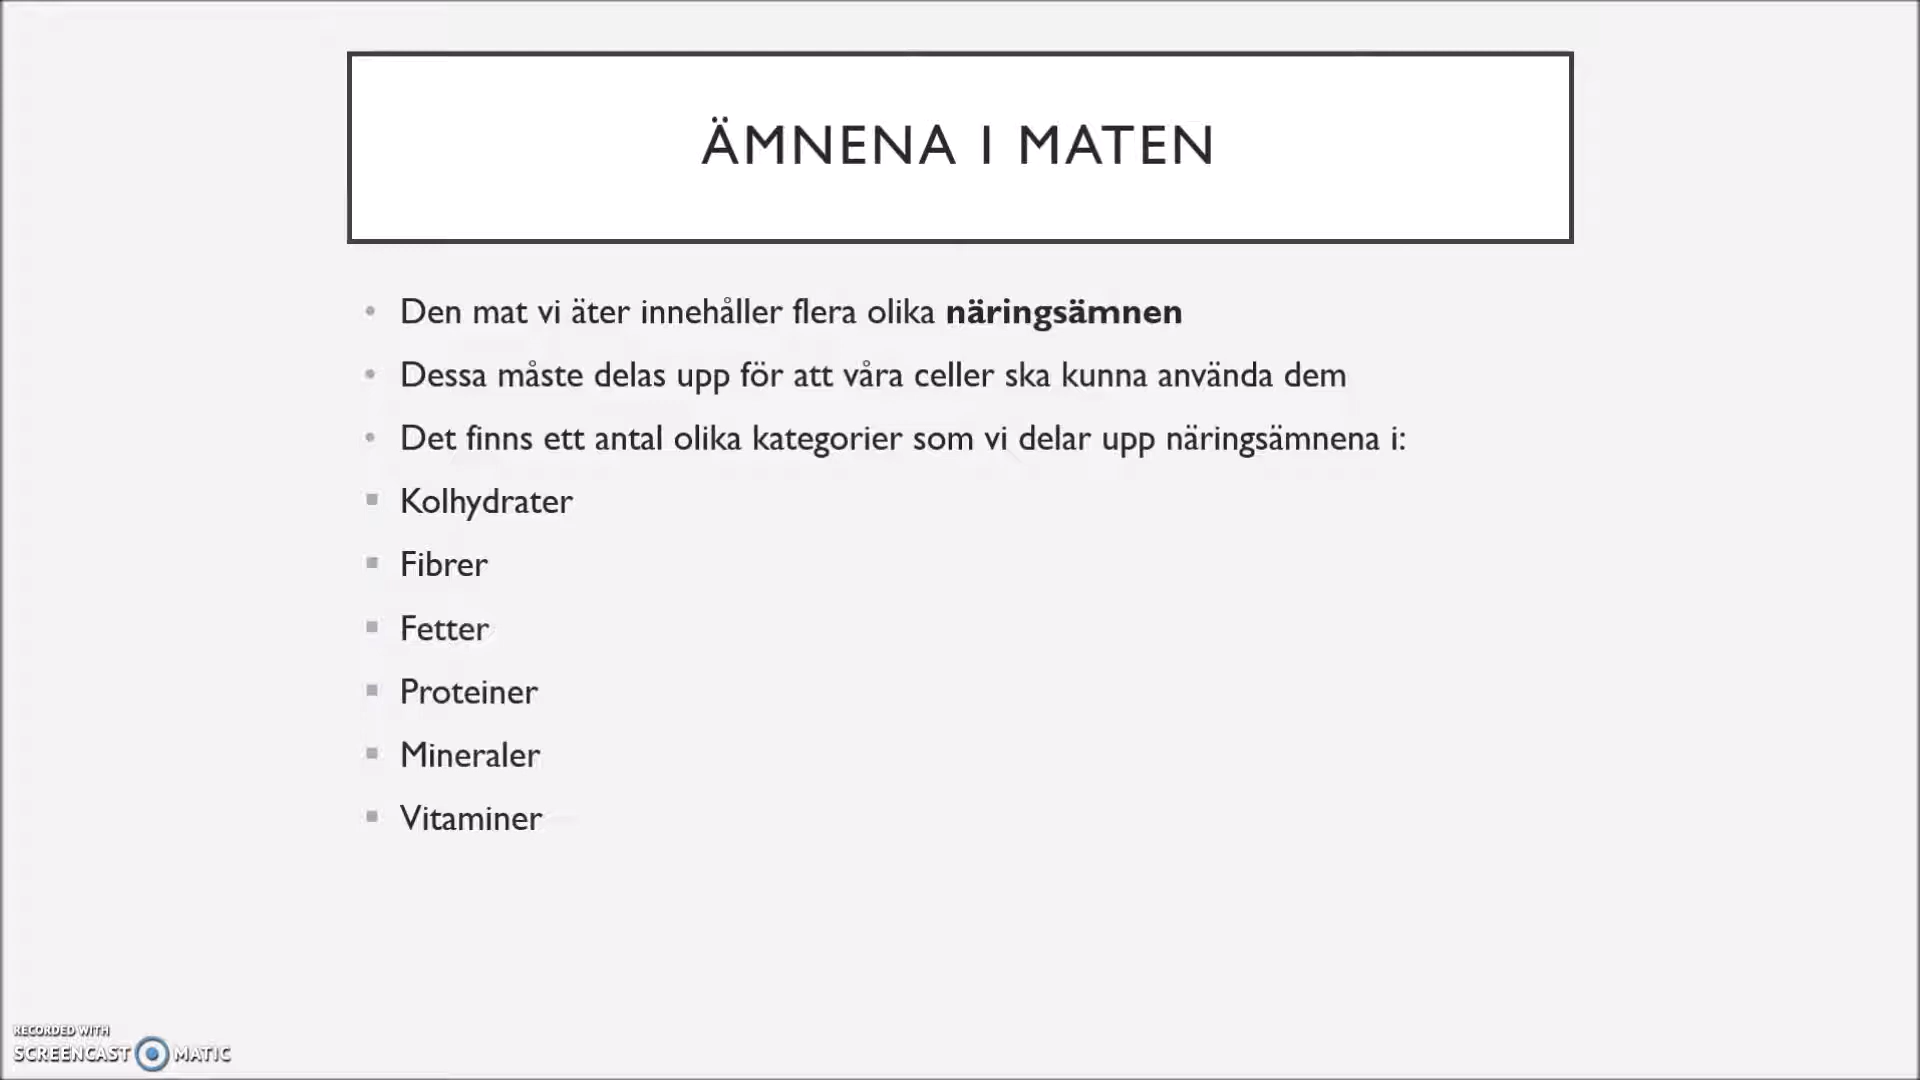 ÄMNENA I MATEN
Den mat vi äter innehåller flera olika näringsämnen
Dessa måste delas upp för att våra celler ska kunna använda dem
Det finns ett antal olika kategorier som vi delar upp näringsämnena i:
Kolhydrater
Fibrer
Fetter
Proteiner
Mineraler
Vitaminer
RECORDED WITH
SCREENCAST MATIC